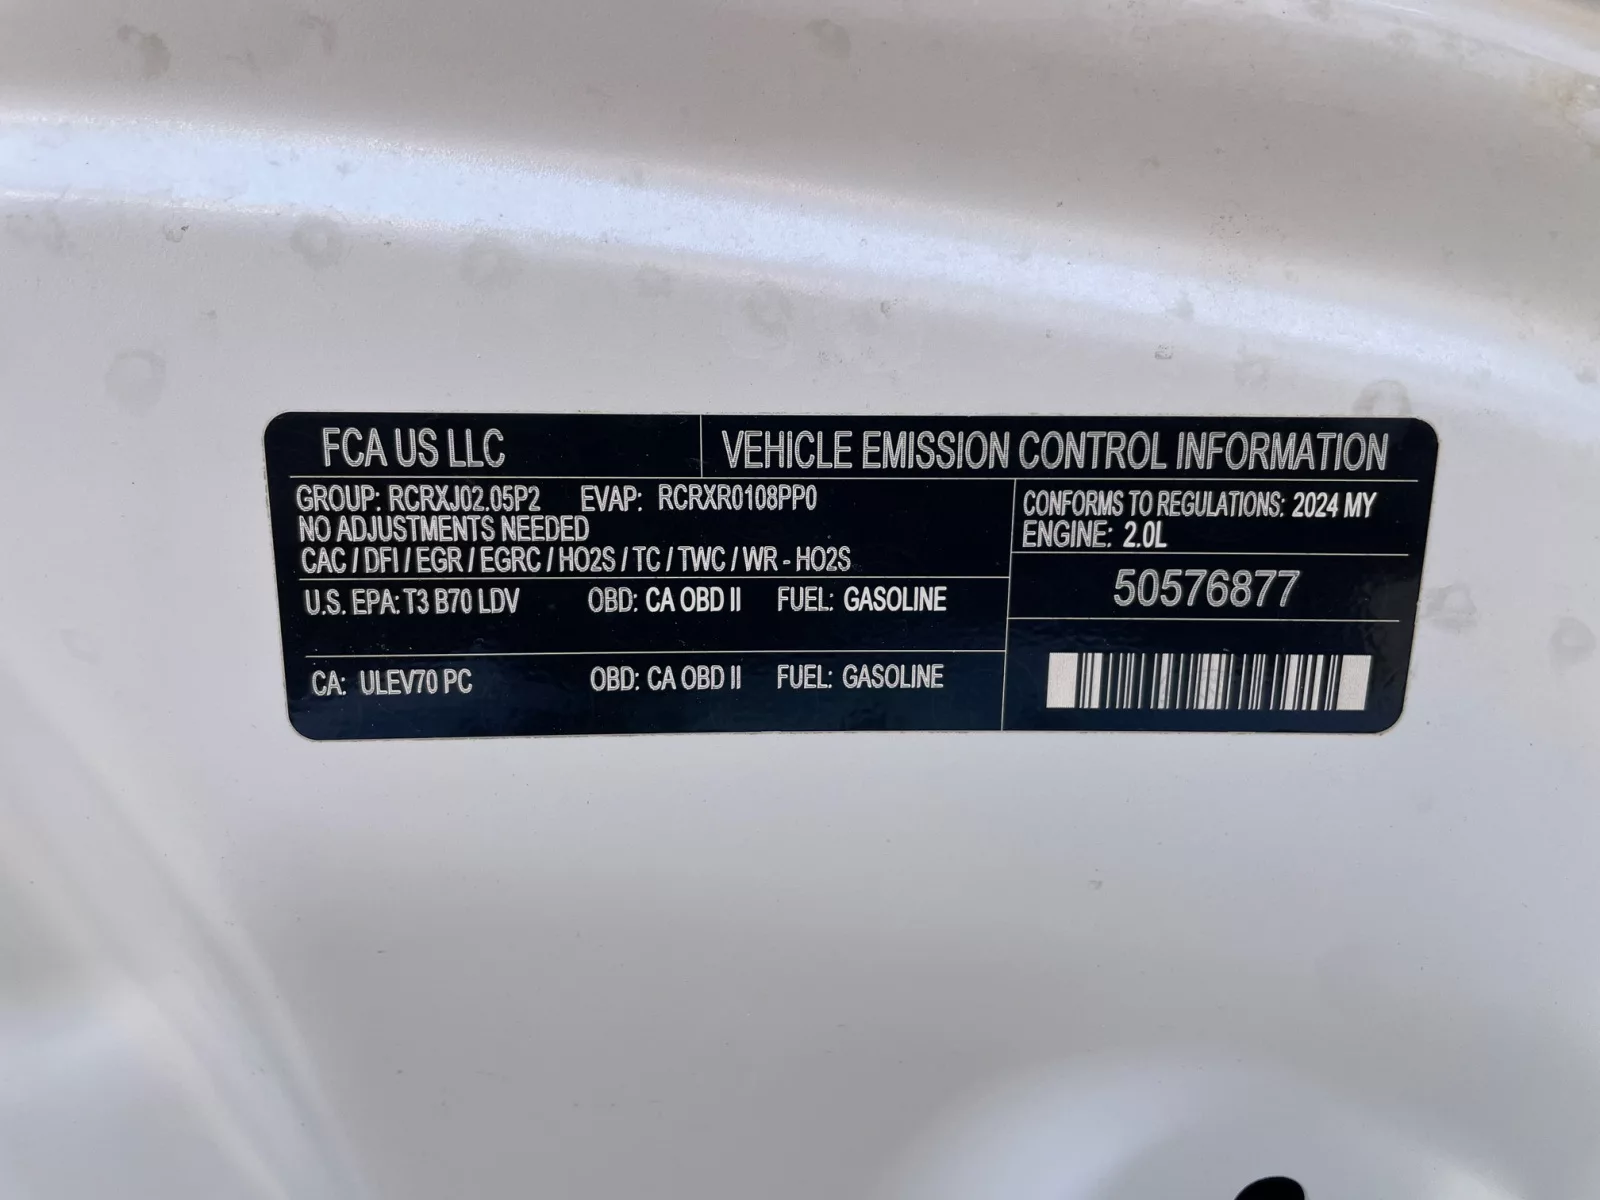 FCA US LLC
VEHICLE EMISSION CONTROL INFORMATION
GROUP: RCRXJ02.05P2 EVAP: RCRXR0108PP0
NO ADJUSTMENTS NEEDED
CAC / DFI / EGR / EGRC / HO2S / TC / TWC / WR - HO2S
U.S. EPA: T3 B70 LDV OBD: CA OBD II FUEL: GASOLINE
CA: ULEV70 PC OBD: CA OBD II FUEL: GASOLINE
CONFORMS TO REGULATIONS: 2024 MY
ENGINE: 2.0L
50576877